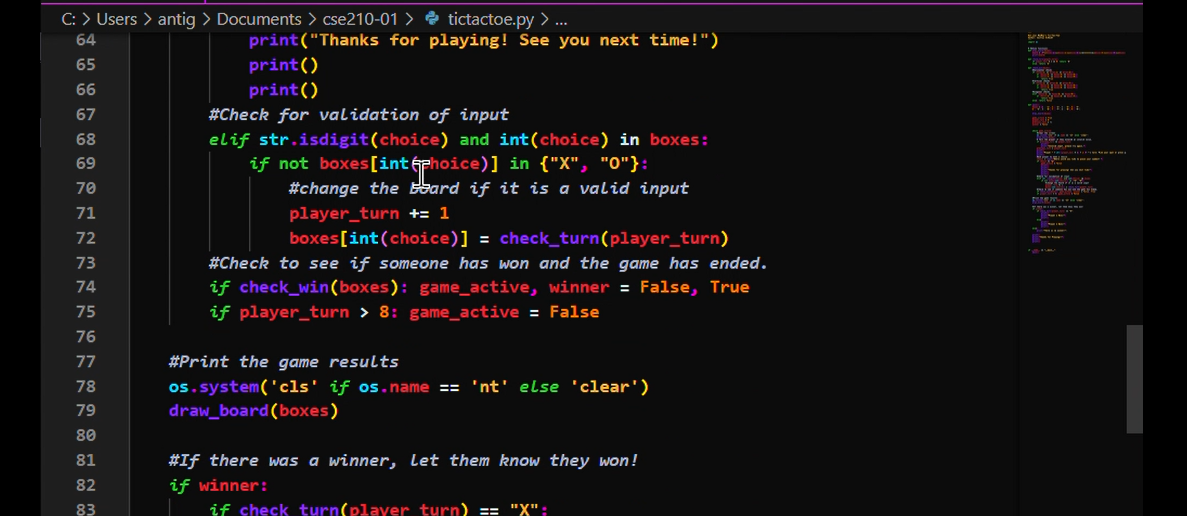 C: > Users > antig > Documents > cse210-01 > tictactoe.py > ...
64 print("Thanks for playing! See you next time!")
65 print()
66 print()
67 #Check for validation of input
68 elif str.isdigit(choice) and int(choice) in boxes:
69 if not boxes[int(choice)] in {"X", "O"}:
70 #change the board if it is a valid input
71 player_turn += 1
72 boxes[int(choice)] = check_turn(player_turn)
73 #Check to see if someone has won and the game has ended.
74 if check_win(boxes): game_active, winner = False, True
75 if player_turn > 8: game_active = False
76
77 #Print the game results
78 os.system('cls' if os.name == 'nt' else 'clear')
79 draw_board(boxes)
80
81 #If there was a winner, let them know they won!
82 if winner:
83 if check_turn(player_turn) == "X":